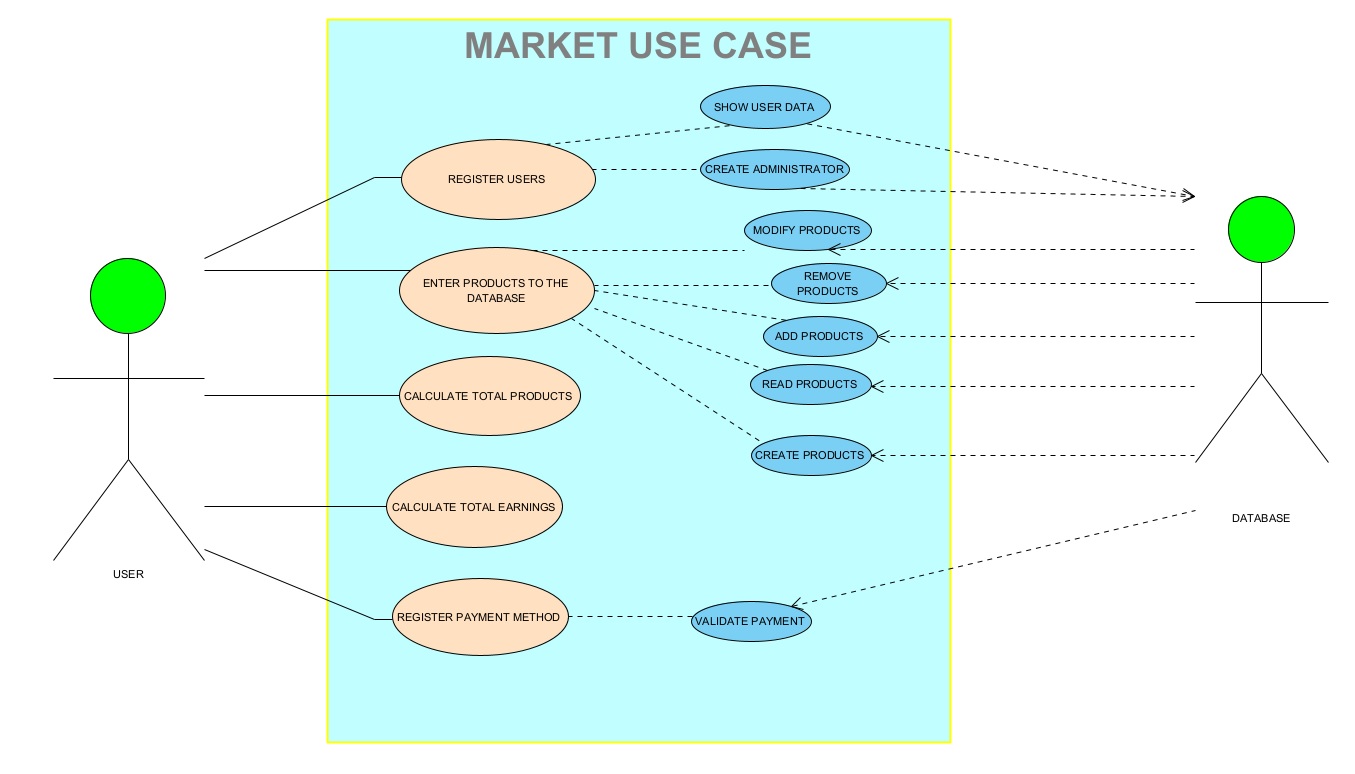 MARKET USE CASE
SHOW USER DATA
CREATE ADMINISTRATOR
REGISTER USERS
MODIFY PRODUCTS
ENTER PRODUCTS TO THE
DATABASE
REMOVE
PRODUCTS
ADD PRODUCTS
READ PRODUCTS
CALCULATE TOTAL PRODUCTS
CREATE PRODUCTS
CALCULATE TOTAL EARNINGS
DATABASE
USER
REGISTER PAYMENT METHOD
VALIDATE PAYMENT